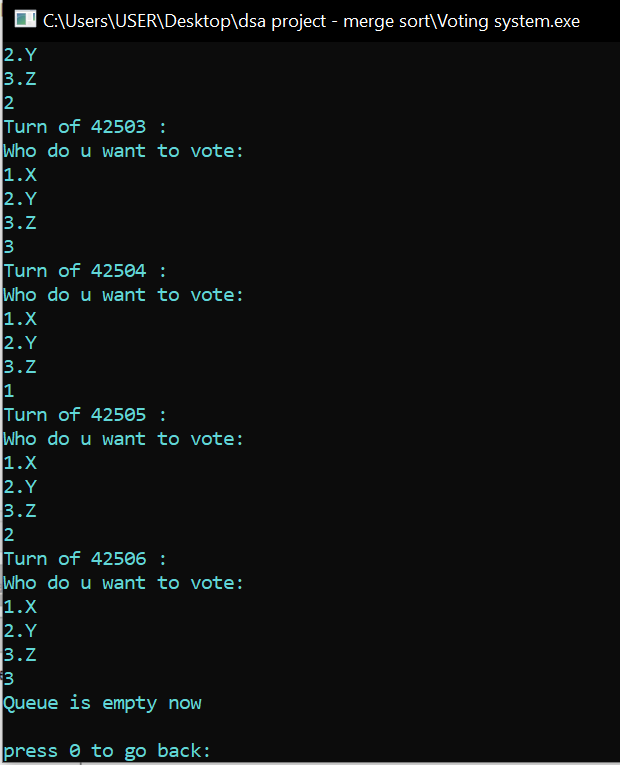 C:\Users\USER\Desktop\dsa project - merge sort\Voting system.exe
2.Y
3.Z
2
Turn of 42503 :
Who do u want to vote:
1.X
2.Y
3.Z
3
Turn of 42504 :
Who do u want to vote:
1.X
2.Y
3.Z
1
Turn of 42505 :
Who do u want to vote:
1.X
2.Y
3.Z
2
Turn of 42506 :
Who do u want to vote:
1.X
2.Y
3.Z
3
Queue is empty now
press 0 to go back: